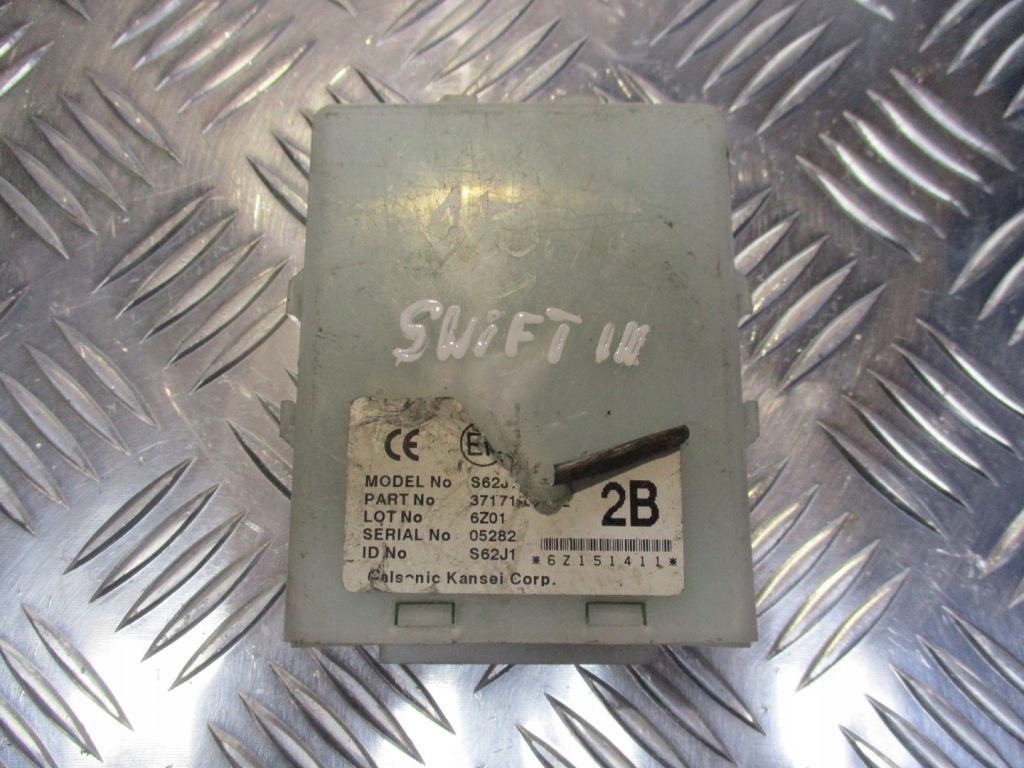 SWIFT III
CE
MODEL No S62J1
PART No 37171
LOT No 6Z01
SERIAL No 05282
ID No S62J1
2B
*6Z151411*
Calsonic Kansei Corp.